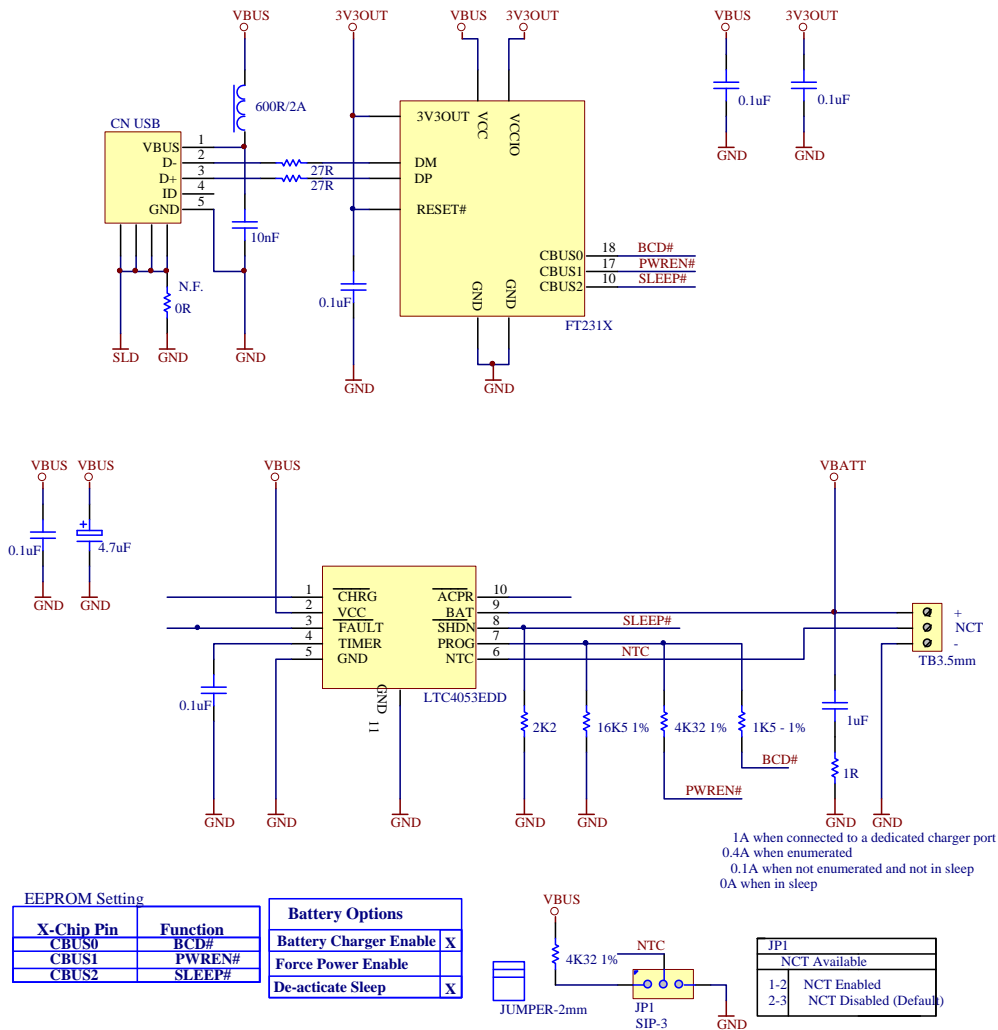 VBUS 3V3OUT VBUS 3V3OUT VBUS 3V3OUT
600R/2A
0.1uF 0.1uF
CN USB
3V3OUT
VCC
VCCIO
VBUS 1
D- 2
D+ 3
ID 4
GND 5
27R
27R
DM
DP
RESET#
GND GND
10nF
CBUS0 18 BCD#
CBUS1 17 PWREN#
CBUS2 10 SLEEP#
N.F.
0R
0.1uF
GND
GND
FT231X
SLD GND GND
GND GND
VBUS VBUS VBUS VBATT
0.1uF 4.7uF
GND GND
1 CHRG ACPR 10
2 VCC BAT 9
3 FAULT SHDN 8 SLEEP#
4 TIMER PROG 7
5 GND NTC 6 NTC
GND
11
LTC4053EDD
+
NCT
-
TB3.5mm
0.1uF
2K2 16K5 1% 4K32 1% 1K5 - 1% 1uF
BCD#
1R
PWREN#
GND GND GND GND GND GND GND
1A when connected to a dedicated charger port
0.4A when enumerated
0.1A when not enumerated and not in sleep
0A when in sleep
EEPROM Setting
X-Chip Pin Function
CBUS0 BCD#
CBUS1 PWREN#
CBUS2 SLEEP#
Battery Options
Battery Charger Enable X
Force Power Enable
De-acticate Sleep X
VBUS
4K32 1%
NTC
JUMPER-2mm
JP1
SIP-3
GND
JP1
NCT Available
1-2 NCT Enabled
2-3 NCT Disabled (Default)